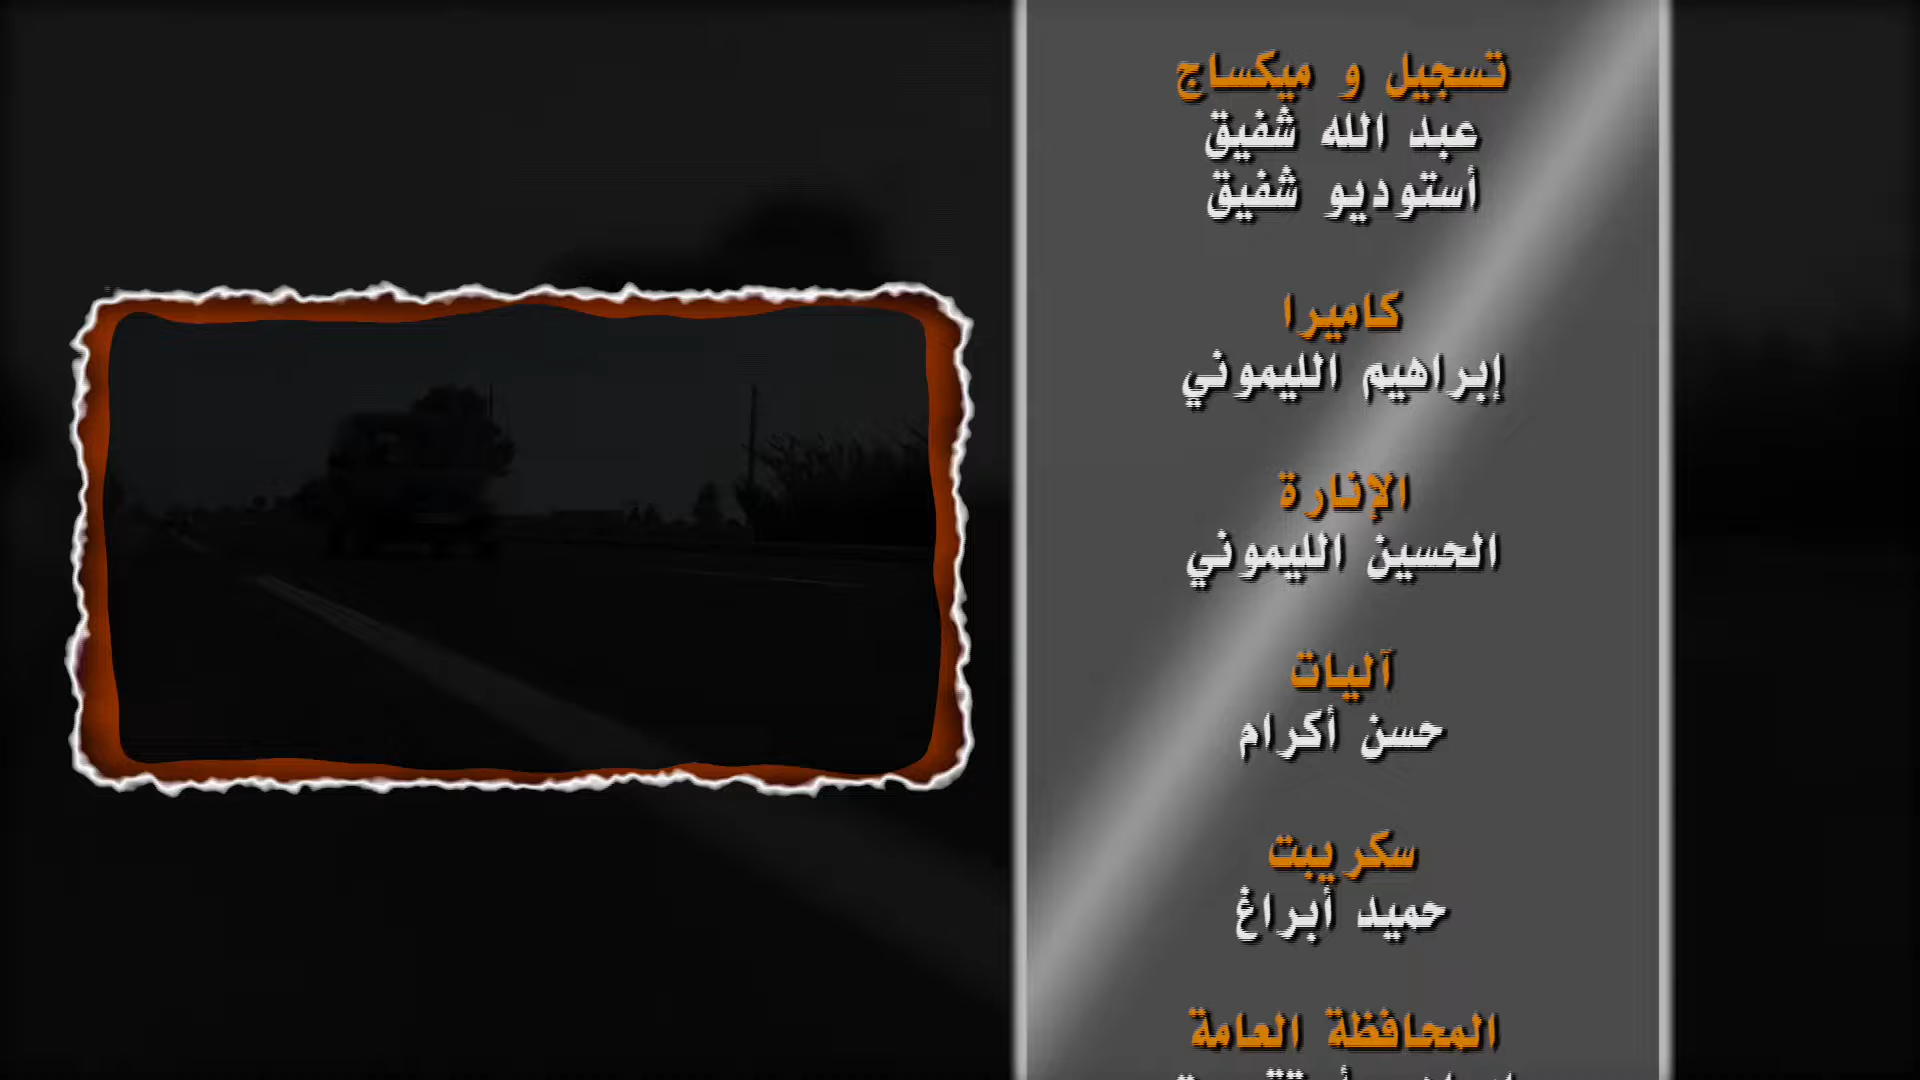 تسجيل و ميكساج
عبد الله شفيق
أستوديو شفيق
كاميرا
إبراهيم الليموني
الإنارة
الحسين الليموني
آليات
حسن أكرام
سكريبت
حميد أبراغ
المحافظة العامة